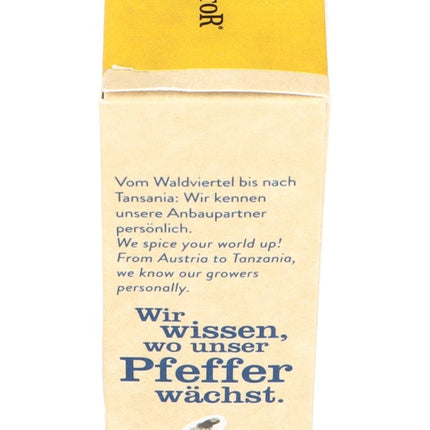 TOR®
Vom Waldviertel bis nach
Tansania: Wir kennen
unsere Anbaupartner
persönlich.
We spice your world up!
From Austria to Tanzania,
we know our growers
personally.
Wir
wissen,
wo unser
Pfeffer
wächst.